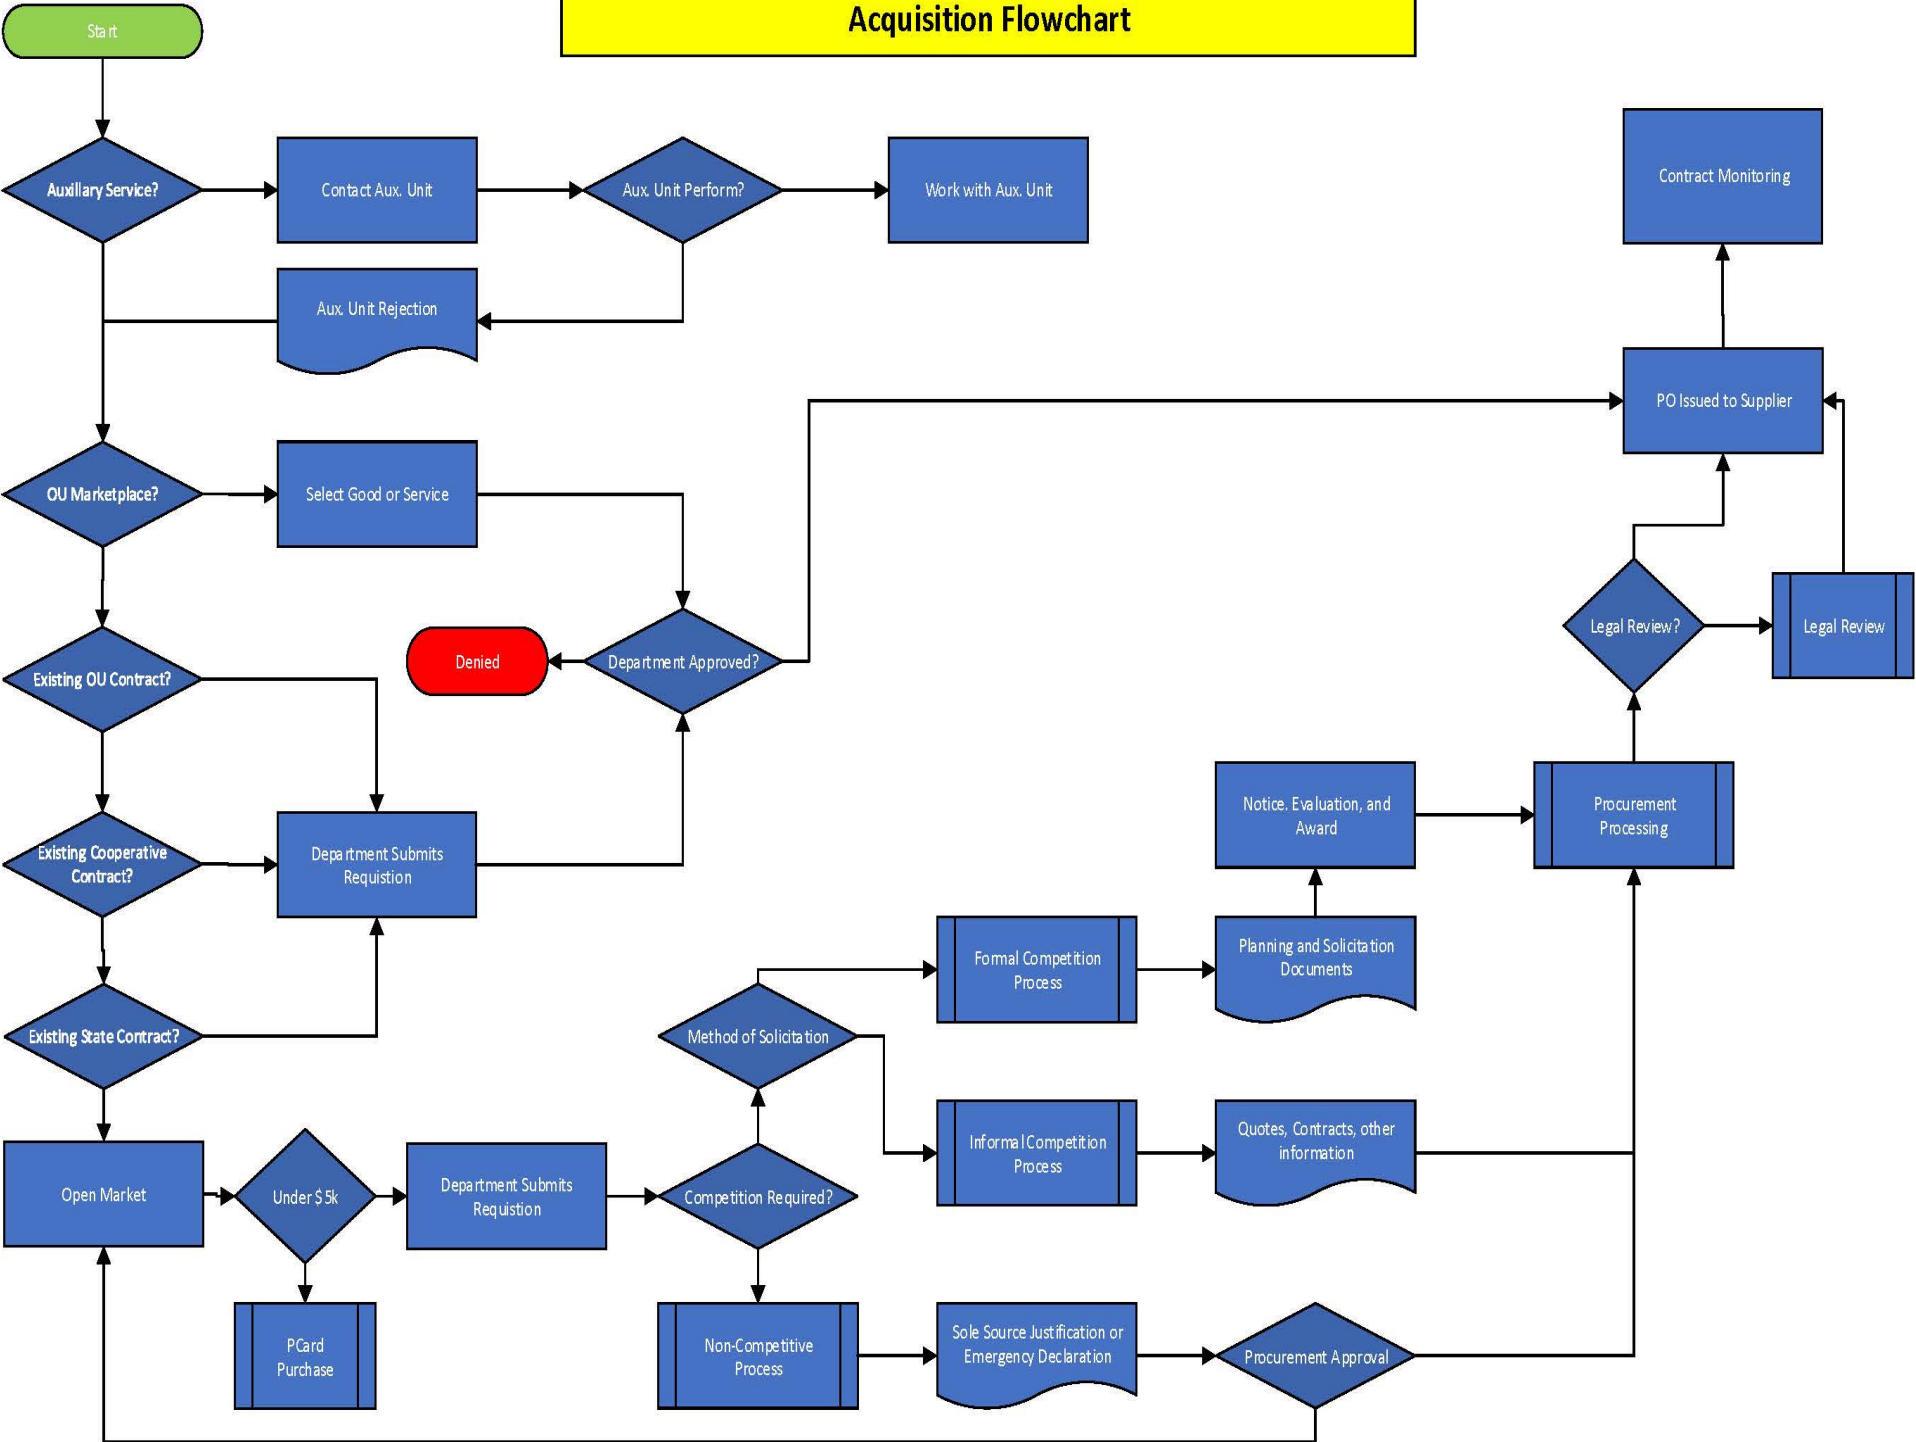 Acquisition Flowchart
Start
Auxillary Service?
Contact Aux. Unit
Aux. Unit Perform?
Work with Aux. Unit
Contract Monitoring
Aux. Unit Rejection
PO Issued to Supplier
OU Marketplace?
Select Good or Service
Denied
Department Approved?
Legal Review?
Legal Review
Existing OU Contract?
Existing Cooperative
Contract?
Department Submits
Requistion
Notice. Evaluation, and
Award
Procurement
Processing
Existing State Contract?
Method of Solicitation
Formal Competition
Process
Planning and Solicitation
Documents
Informal Competition
Process
Quotes, Contracts, other
information
Open Market
Under $5k
Department Submits
Requistion
Competition Required?
PCard
Purchase
Non-Competitive
Process
Sole Source Justification or
Emergency Declaration
Procurement Approval